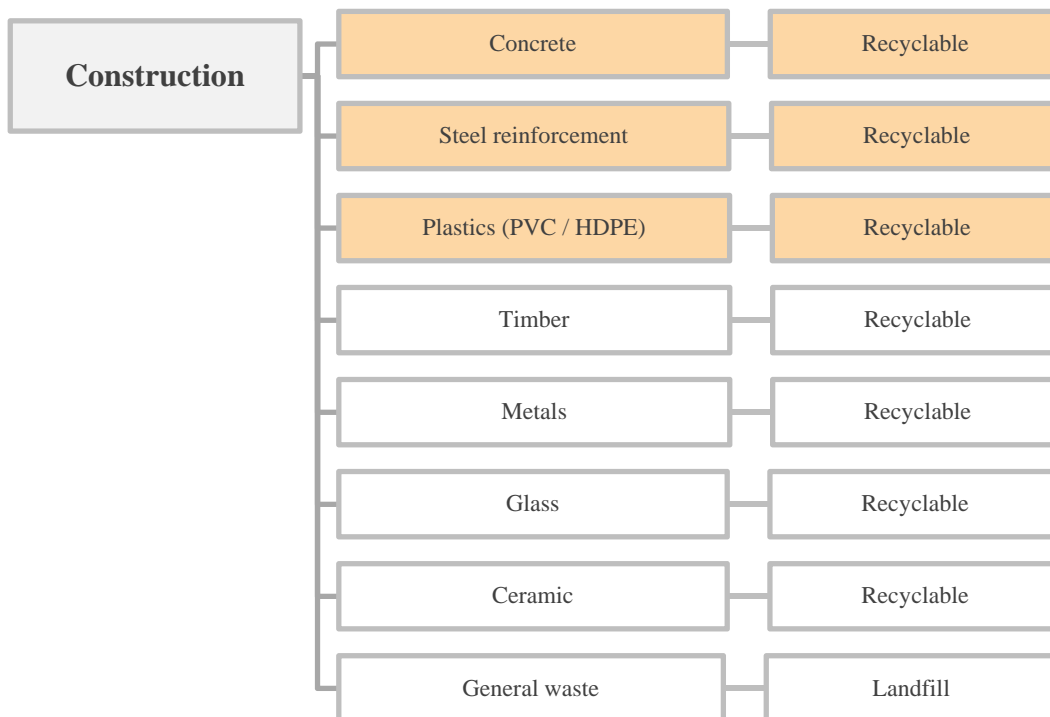 Construction
Concrete
Recyclable
Steel reinforcement
Recyclable
Plastics (PVC / HDPE)
Recyclable
Timber
Recyclable
Metals
Recyclable
Glass
Recyclable
Ceramic
Recyclable
General waste
Landfill